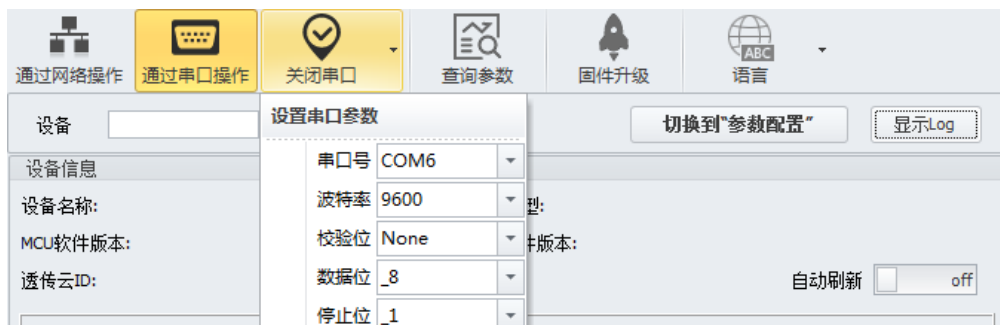 通过网络操作 通过串口操作 关闭串口 查询参数 固件升级 ABC 语言
设备 设置串口参数 切换到“参数配置” 显示Log
设备信息 串口号 COM6
设备名称: 波特率 9600 型:
MCU软件版本: 校验位 None 件版本:
透传云ID: 数据位 _8 自动刷新 off
停止位 _1